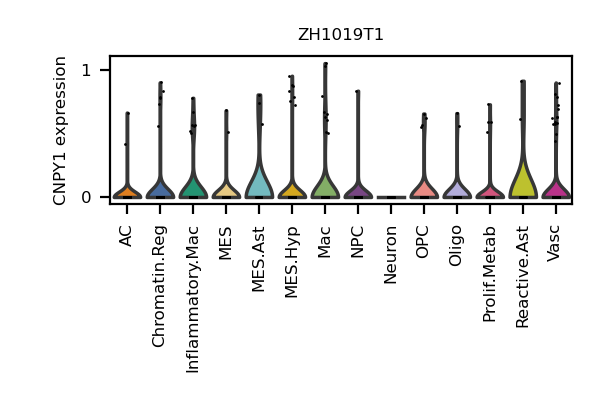 ZH1019T1
CNPY1 expression
1
0
AC
Chromatin.Reg
Inflammatory.Mac
MES
MES.Ast
MES.Hyp
Mac
NPC
Neuron
OPC
Oligo
Prolif.Metab
Reactive.Ast
Vasc